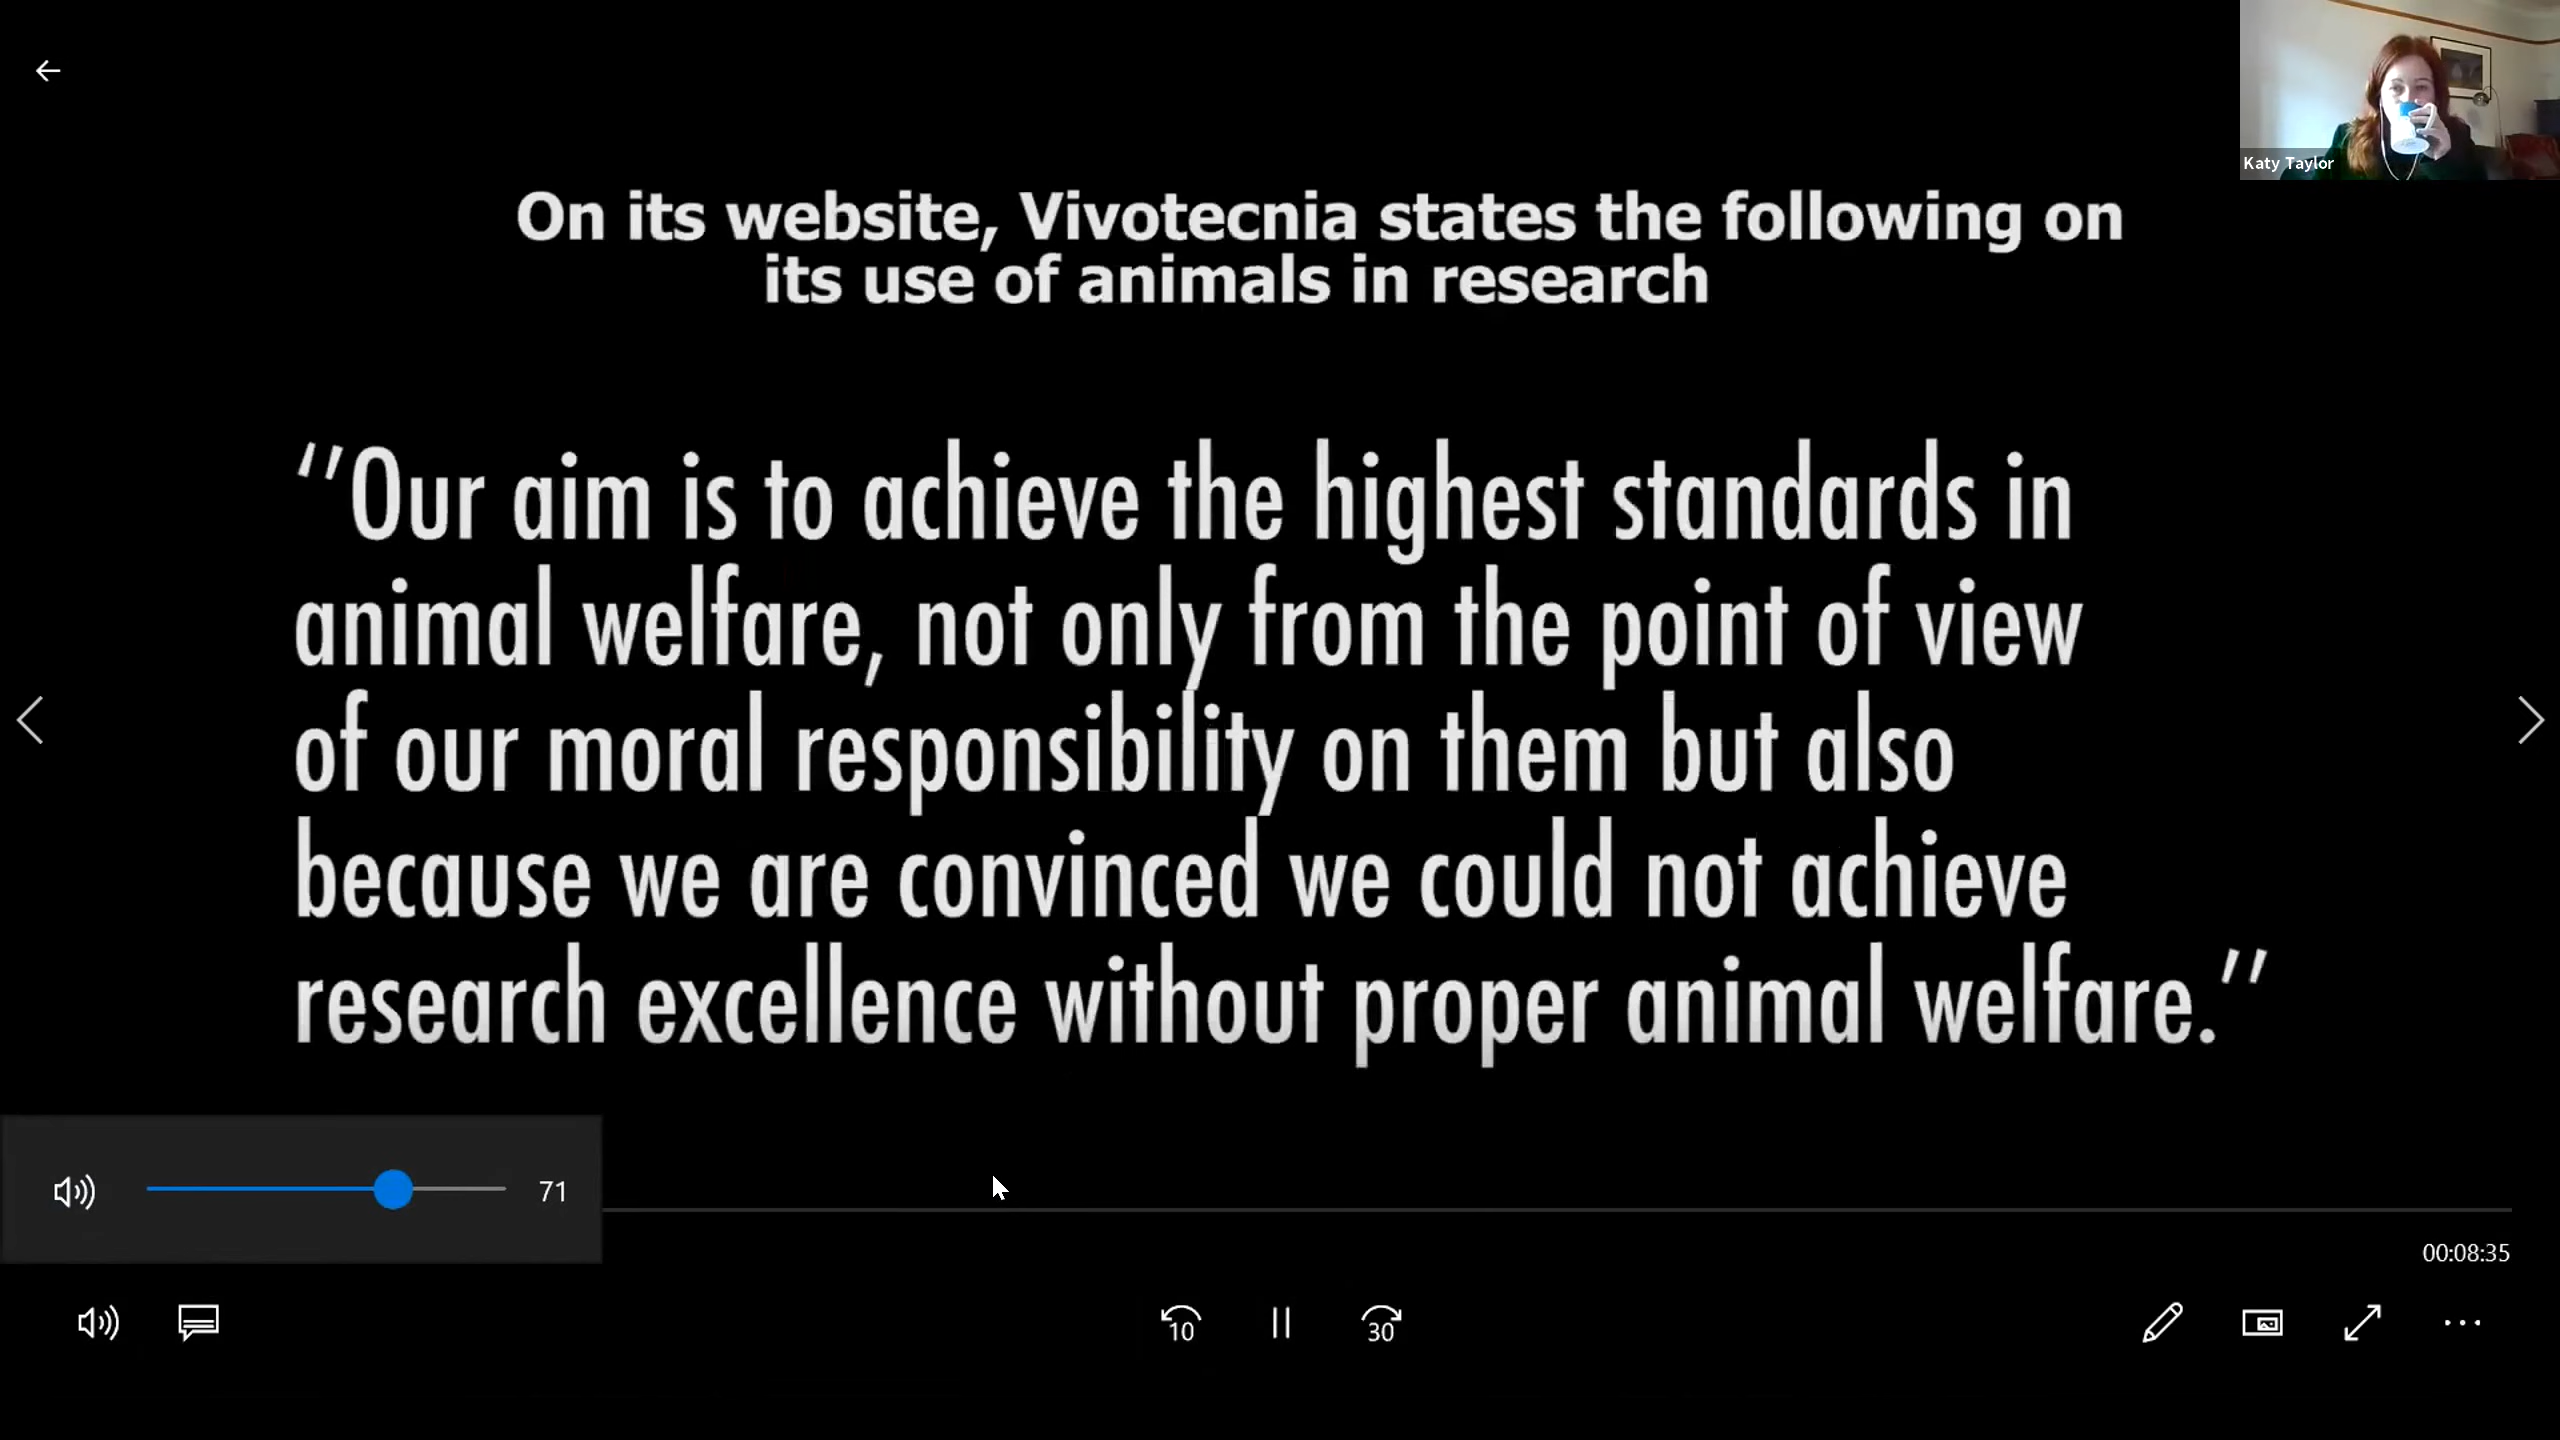 Katy Taylor
On its website, Vivotecnia states the following on
its use of animals in research
"Our aim is to achieve the highest standards in
animal welfare, not only from the point of view
of our moral responsibility on them but also
because we are convinced we could not achieve
research excellence without proper animal welfare."
71
00:08:35
10
30